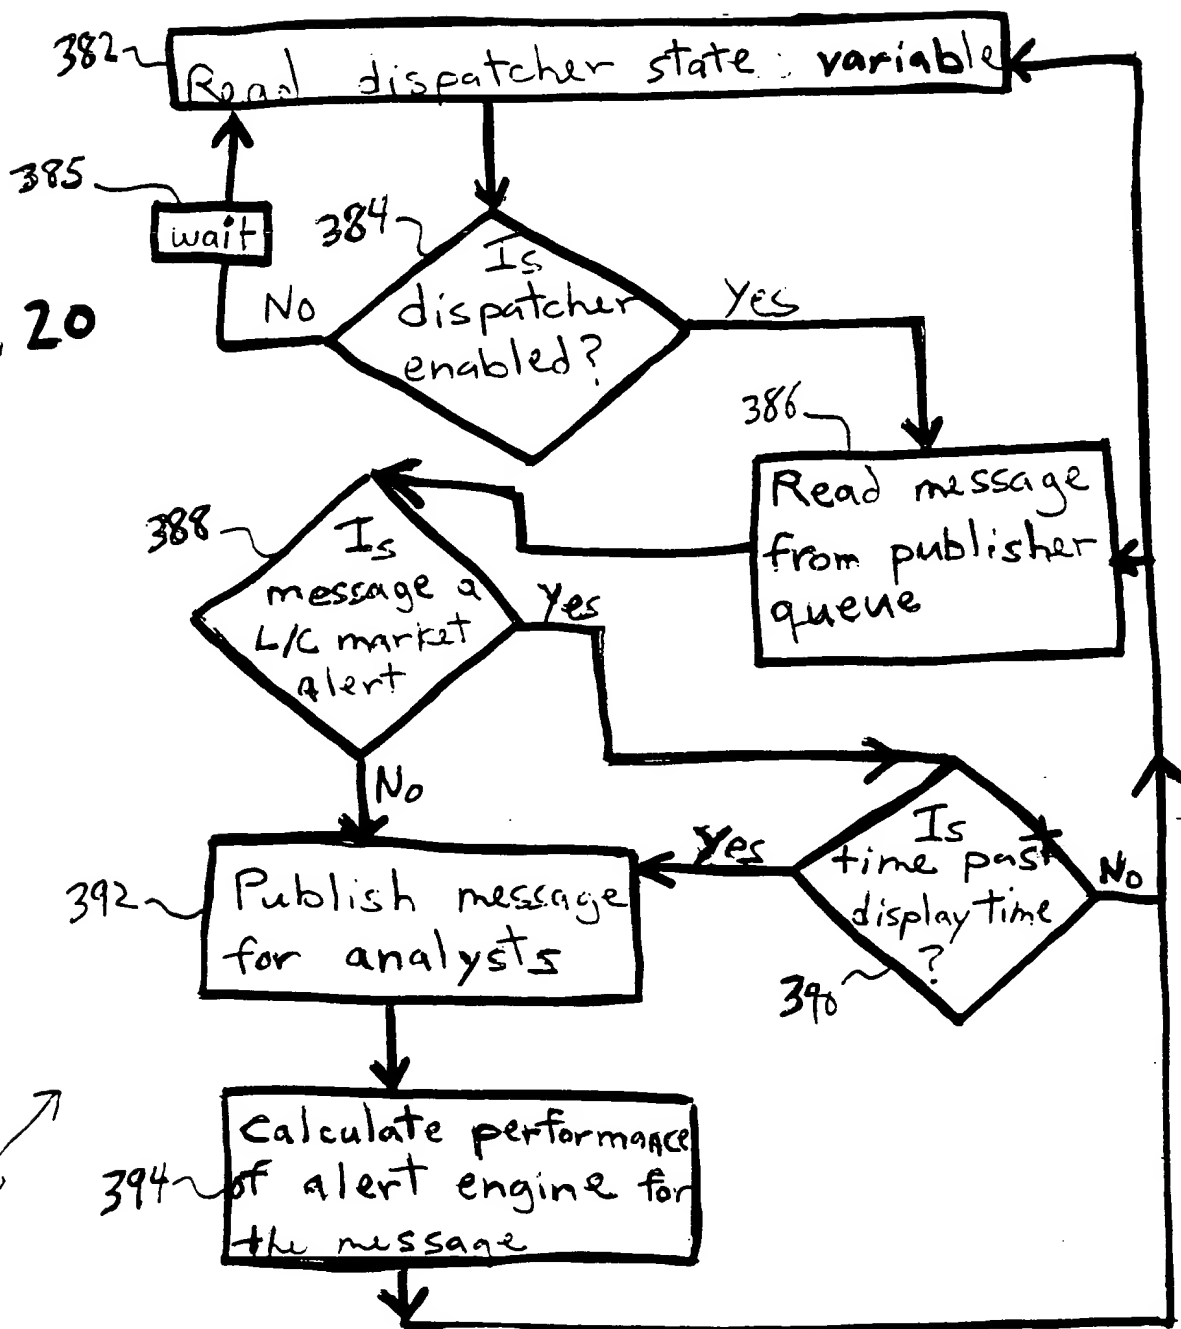 382
Read dispatcher state variable
385
wait
384
Is
dispatcher
enabled?
No
Yes
20
386
Read message
from publisher
queue
388
Is
message a
L/C market
alert
Yes
No
Is
time past
display time
?
Yes
No
390
392
Publish message
for analysts
394
Calculate performance
of alert engine for
the message